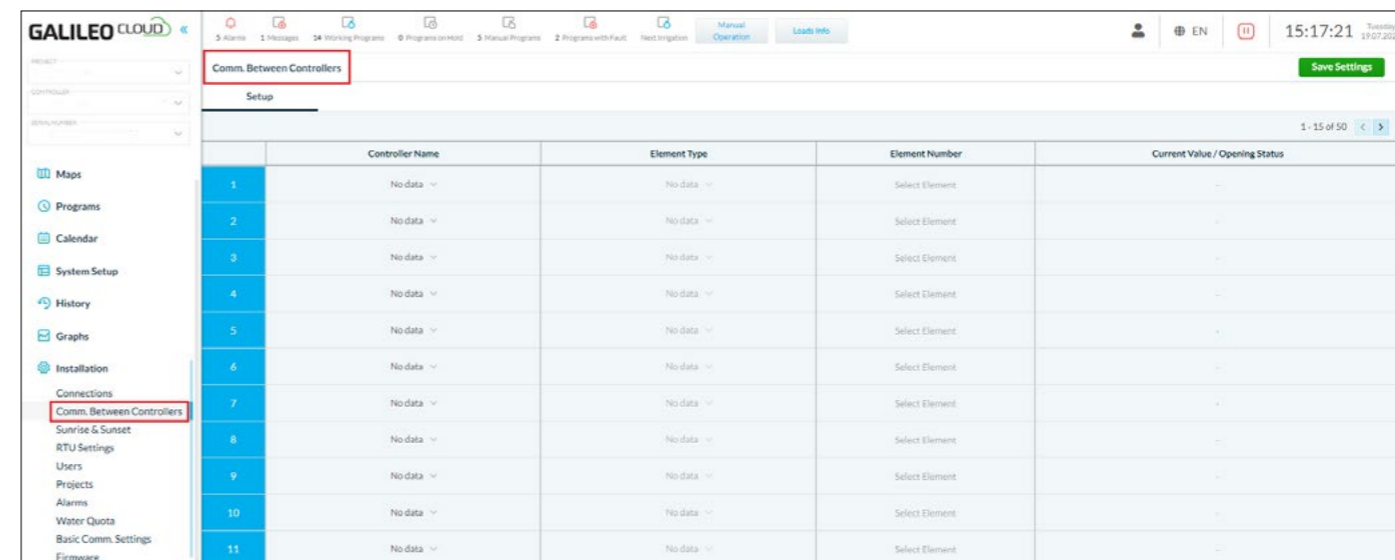 GALILEO CLOUD «
5 Alarms 1 Messages 14 Working Programs 0 Programs on Hold 5 Manual Programs 2 Programs with Fault Next Irrigation Manual Operation Loads Info EN 15:17:21 Tuesday
PROJECT
Comm. Between Controllers Save Settings
CONTROLLER
Setup
SERIAL NUMBER
1 - 15 of 50 < >
Controller Name Element Type Element Number Current Value / Opening Status
Maps
1 No data No data Select Element -
Programs
2 No data No data Select Element -
Calendar
3 No data No data Select Element -
System Setup
4 No data No data Select Element -
History
5 No data No data Select Element -
Graphs
6 No data No data Select Element -
Installation
Connections
7 No data No data Select Element -
Comm. Between Controllers
Sunrise & Sunset
8 No data No data Select Element -
RTU Settings
Users
9 No data No data Select Element -
Projects
Alarms
10 No data No data Select Element -
Water Quota
Basic Comm. Settings
11 No data No data Select Element -
Firmware